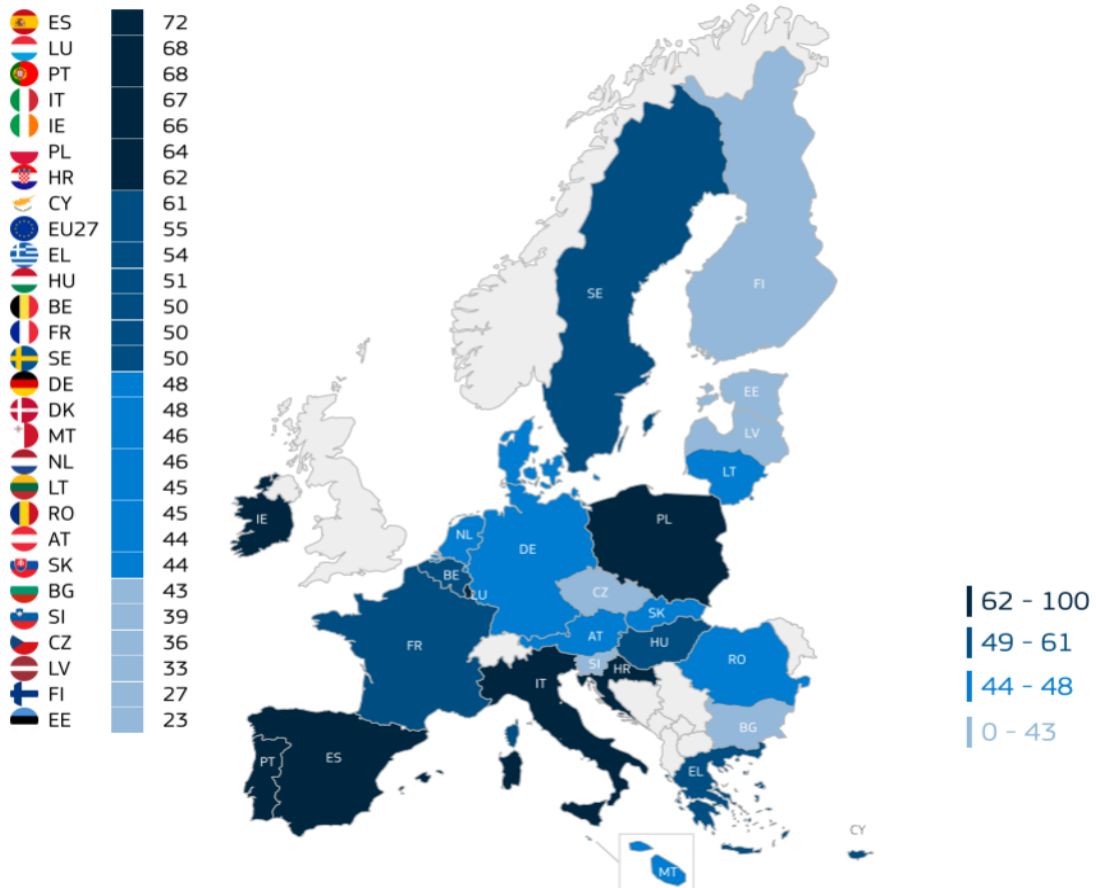 ES 72
LU 68
PT 68
IT 67
IE 66
PL 64
HR 62
CY 61
EU27 55
EL 54
HU 51
BE 50
FR 50
SE 50
DE 48
DK 48
MT 46
NL 46
LT 45
RO 45
AT 44
SK 44
BG 43
SI 39
CZ 36
LV 33
FI 27
EE 23
SE
FI
EE
LV
LT
IE
PL
NL
DE
BE
LU
CZ
SK
FR
AT
HU
SI
HR
RO
IT
BG
PT
ES
EL
CY
MT
62 - 100
49 - 61
44 - 48
0 - 43